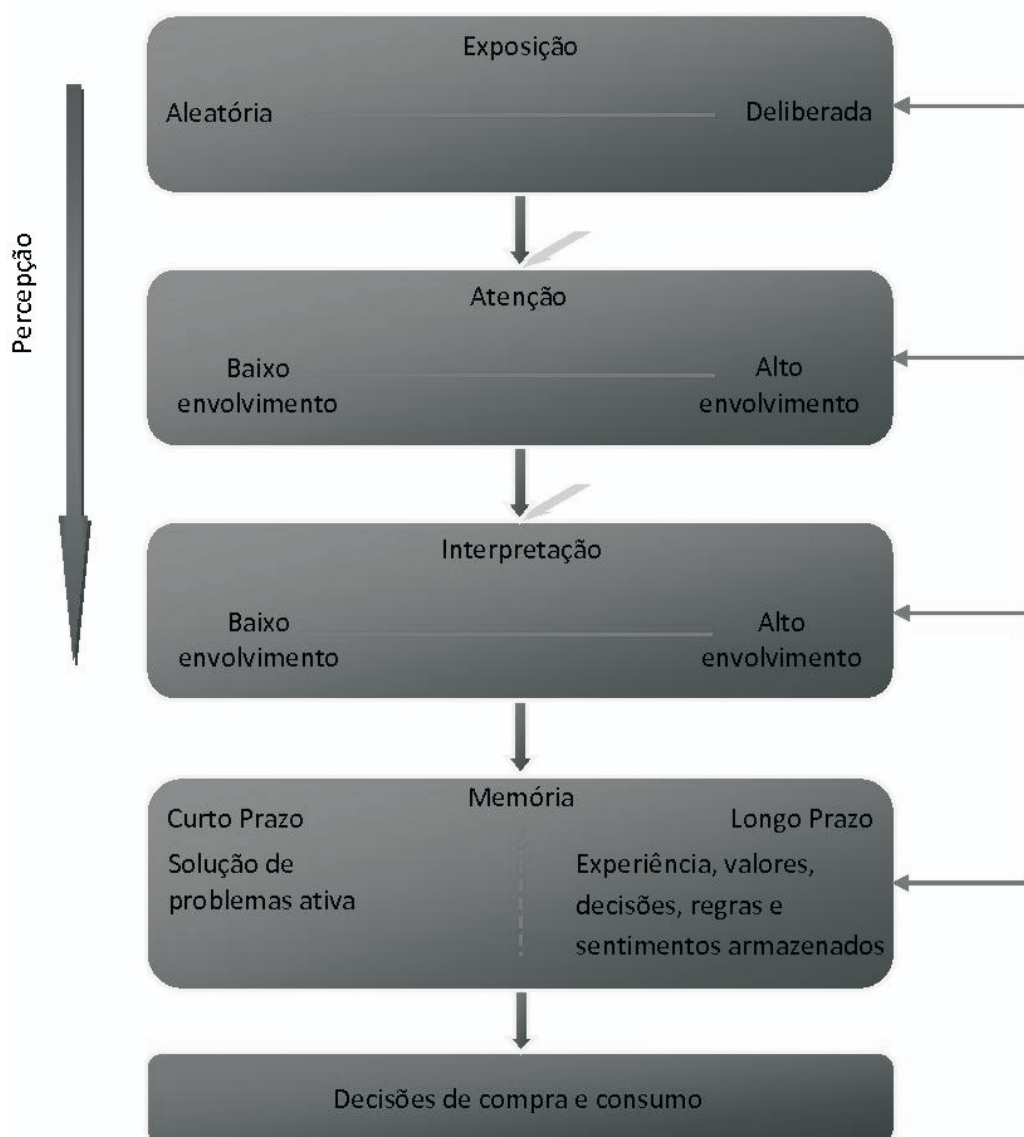 Exposição
Aleatória
Deliberada
Percepção
Atenção
Baixo
envolvimento
Alto
envolvimento
Interpretação
Baixo
envolvimento
Alto
envolvimento
Memória
Curto Prazo
Solução de
problemas ativa
Longo Prazo
Experiência, valores,
decisões, regras e
sentimentos armazenados
Decisões de compra e consumo